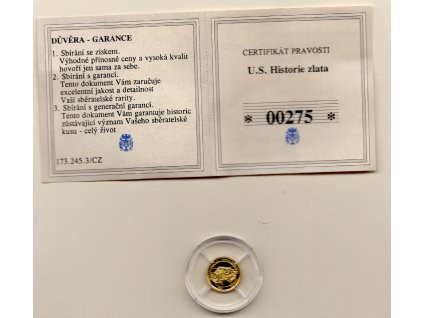 DŮVĚRA - GARANCE
1. Sbírání se ziskem.
Výhodné přínosné ceny a vysoká kvalit
hovoří jen sama za sebe.
2. Sbírání s garancí.
Tento dokument Vám zaručuje
excelentní jakost a detailnost
Vaší sběratelské rarity.
3. Sbírání s generační garancí.
Tento dokument Vám garantuje historic
zůstávající význam Vašeho sběratelské
kusu - celý život
173.245.3/CZ
CERTIFIKÁT PRAVOSTI
U.S. Historie zlata
* 00275 *